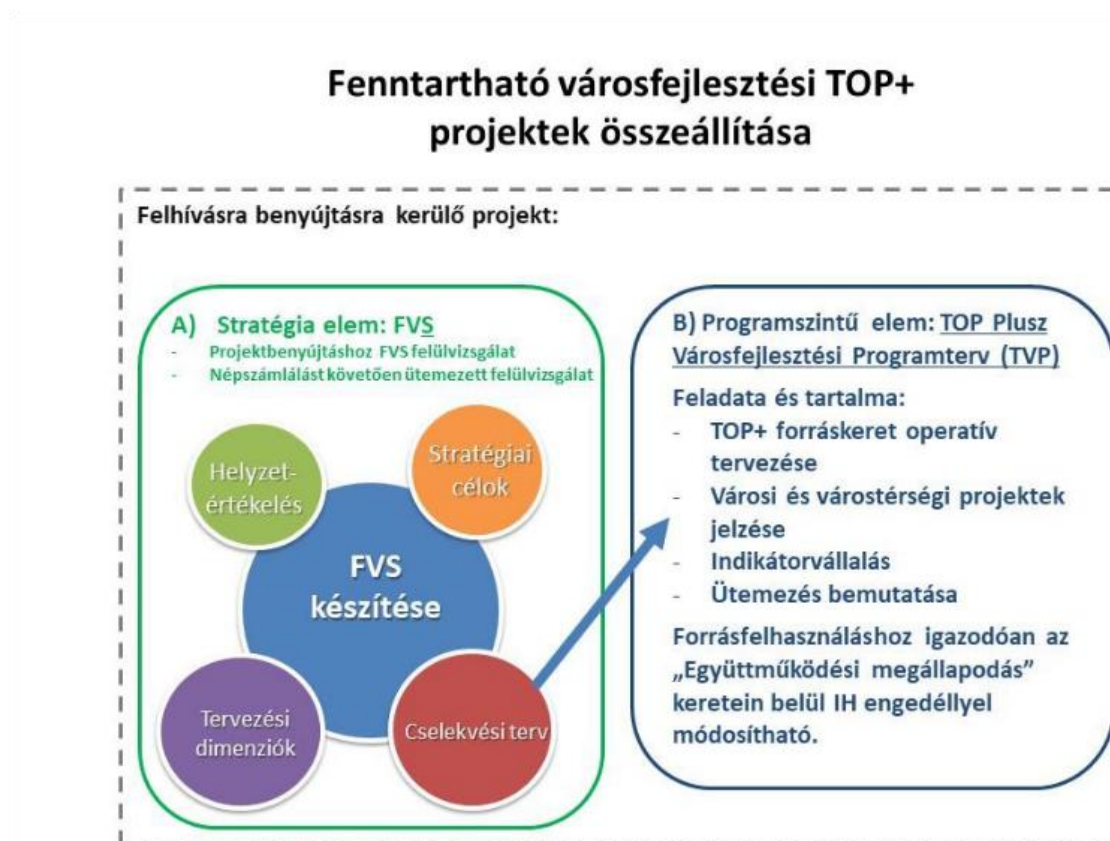 Fenntartható városfejlesztési TOP+
projektek összeállítása
Felhívásra benyújtásra kerülő projekt:
A) Stratégia elem: FVS
- Projektbenyújtáshoz FVS felülvizsgálat
- Népszámlálást követően ütemezett felülvizsgálat
Helyzet-
értékelés
Stratégiai
célok
FVS
készítése
Tervezési
dimenziók
Cselekvési terv
B) Programszintű elem: TOP Plusz
Városfejlesztési Programterv (TVP)
Feladata és tartalma:
- TOP+ forráskeret operatív
tervezése
- Városi és várostérségi projektek
jelzése
- Indikátorvállalás
- Ütemezés bemutatása
Forrásfelhasználáshoz igazodóan az
„Együttműködési megállapodás”
keretein belül IH engedéllyel
módosítható.